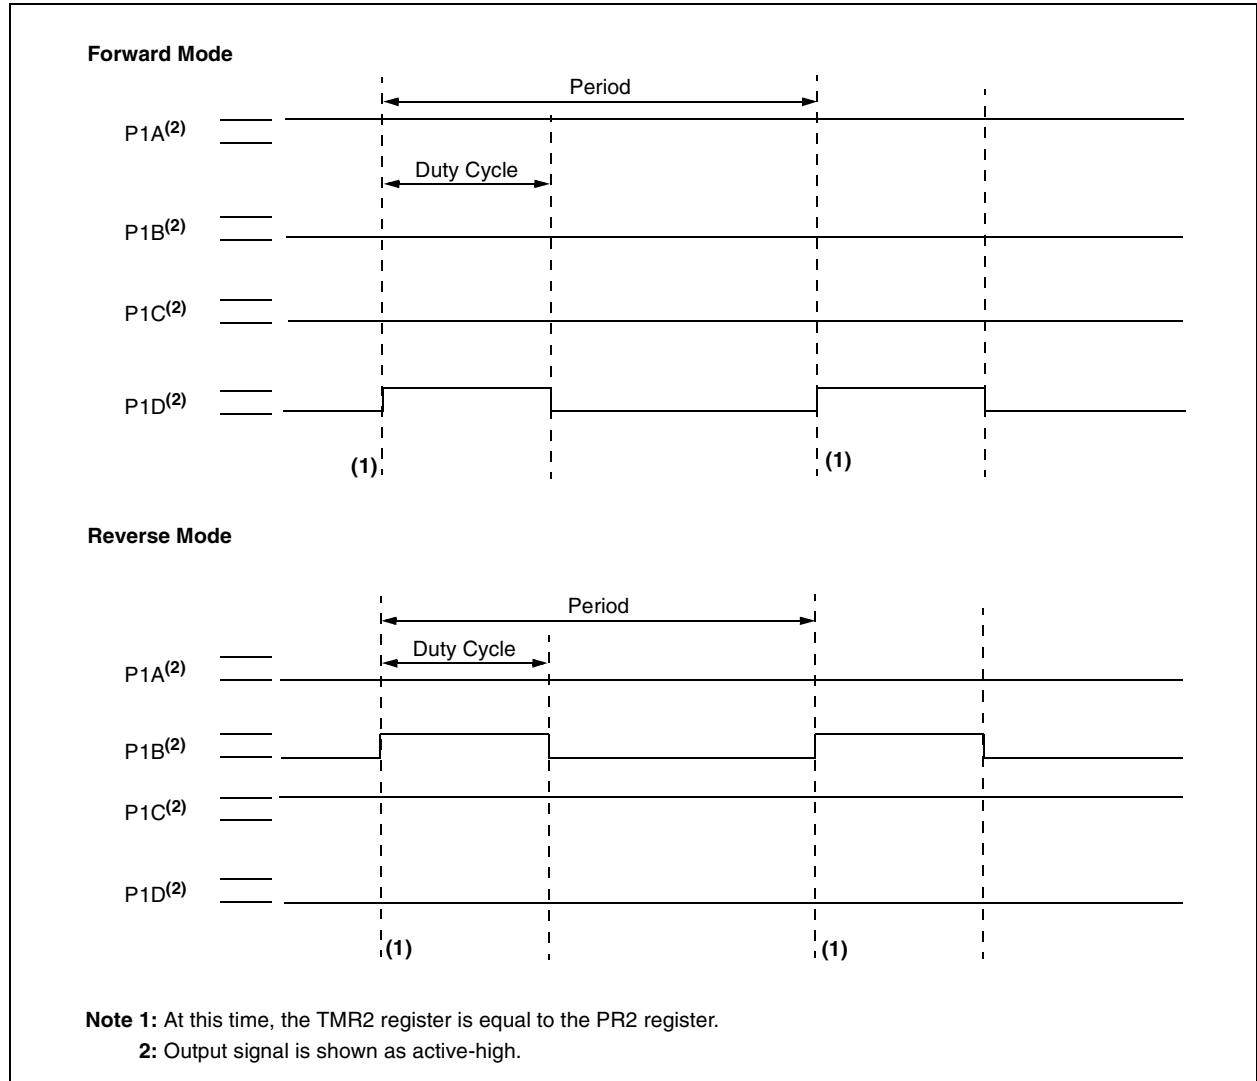 Forward Mode
Period
P1A(2)
Duty Cycle
P1B(2)
P1C(2)
P1D(2)
(1)
(1)
Reverse Mode
Period
Duty Cycle
P1A(2)
P1B(2)
P1C(2)
P1D(2)
(1)
(1)
Note 1: At this time, the TMR2 register is equal to the PR2 register.
2: Output signal is shown as active-high.